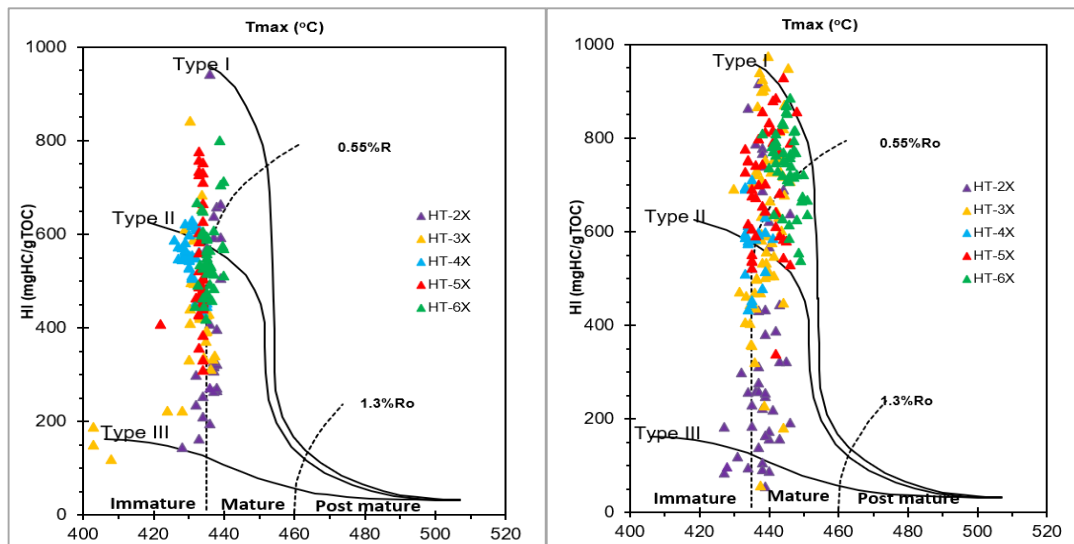 Tmax (°C)
1000
800
600
400
200
0
HI (mgHC/gTOC)
Type I
Type II
Type III
0.55%R
1.3%Ro
HT-2X
HT-3X
HT-4X
HT-5X
HT-6X
Immature
Mature
Post mature
400 420 440 460 480 500 520
Tmax (°C)
1000
800
600
400
200
0
HI (mgHC/gTOC)
Type I
Type II
Type III
0.55%Ro
1.3%Ro
HT-2X
HT-3X
HT-4X
HT-5X
HT-6X
Immature
Mature
Post mature
400 420 440 460 480 500 520